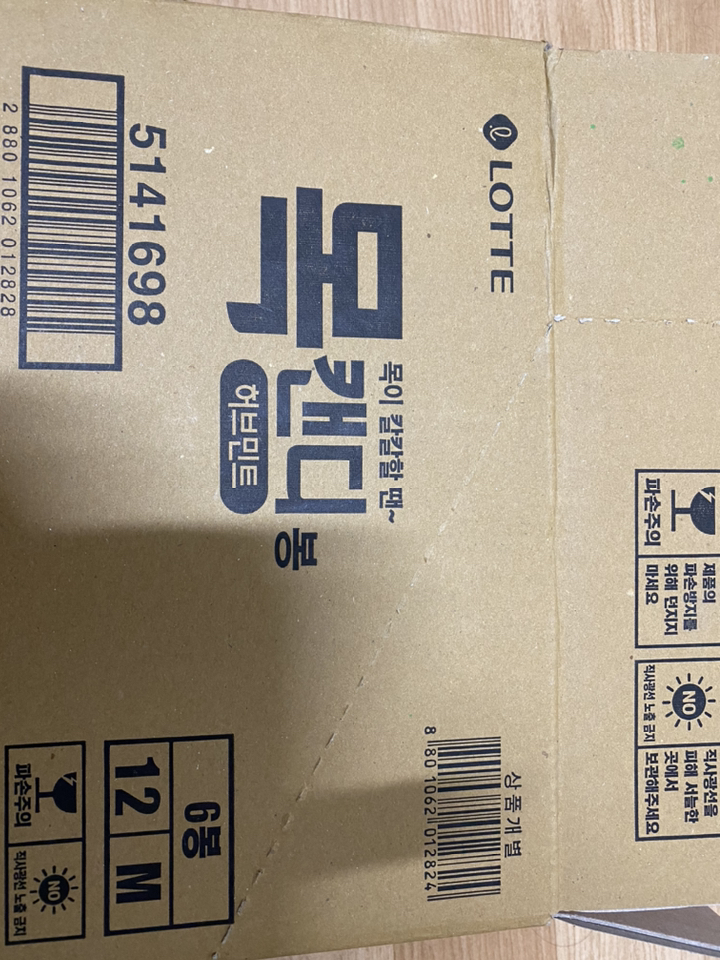 LOTTE
목이 칼칼할 땐~
목캔디 봉
허브민트
5141698
2 880 1062 012828
상품개별
8 801062 012824
6봉
12 M
파손주의
직사광선 노출 금지
NO
파손주의
제품의
파손방지를
위해 던지지
마세요
NO
직사광선 노출 금지
직사광선을
피해 서늘한
곳에서
보관해주세요